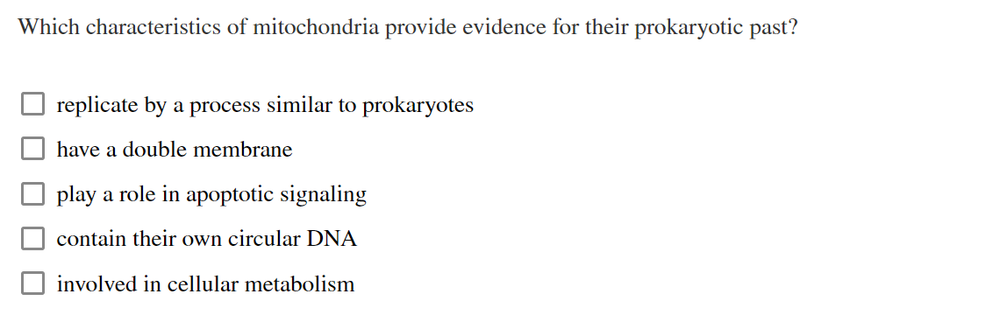 Which characteristics of mitochondria provide evidence for their prokaryotic past?
replicate by a process similar to prokaryotes
have a double membrane
play a role in apoptotic signaling
contain their own circular DNA
involved in cellular metabolism